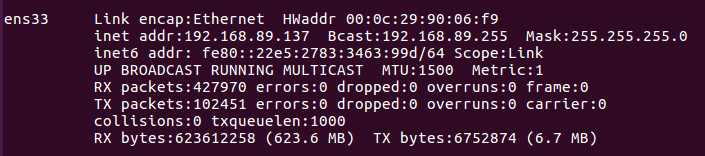 ens33     Link encap:Ethernet  HWaddr 00:0c:29:90:06:f9
          inet addr:192.168.89.137  Bcast:192.168.89.255  Mask:255.255.255.0
          inet6 addr: fe80::22e5:2783:3463:99d/64 Scope:Link
          UP BROADCAST RUNNING MULTICAST  MTU:1500  Metric:1
          RX packets:427970 errors:0 dropped:0 overruns:0 frame:0
          TX packets:102451 errors:0 dropped:0 overruns:0 carrier:0
          collisions:0 txqueuelen:1000
          RX bytes:623612258 (623.6 MB)  TX bytes:6752874 (6.7 MB)